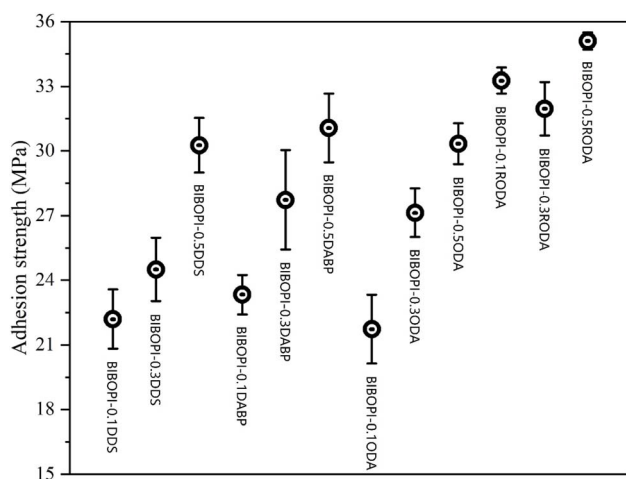 36
33
30
27
24
21
18
15
Adhesion strength (MPa)
BIBOPI-0.1DDS
BIBOPI-0.3DDS
BIBOPI-0.5DDS
BIBOPI-0.1DABP
BIBOPI-0.3DABP
BIBOPI-0.5DABP
BIBOPI-0.1ODA
BIBOPI-0.3ODA
BIBOPI-0.5ODA
BIBOPI-0.1RODA
BIBOPI-0.3RODA
BIBOPI-0.5RODA